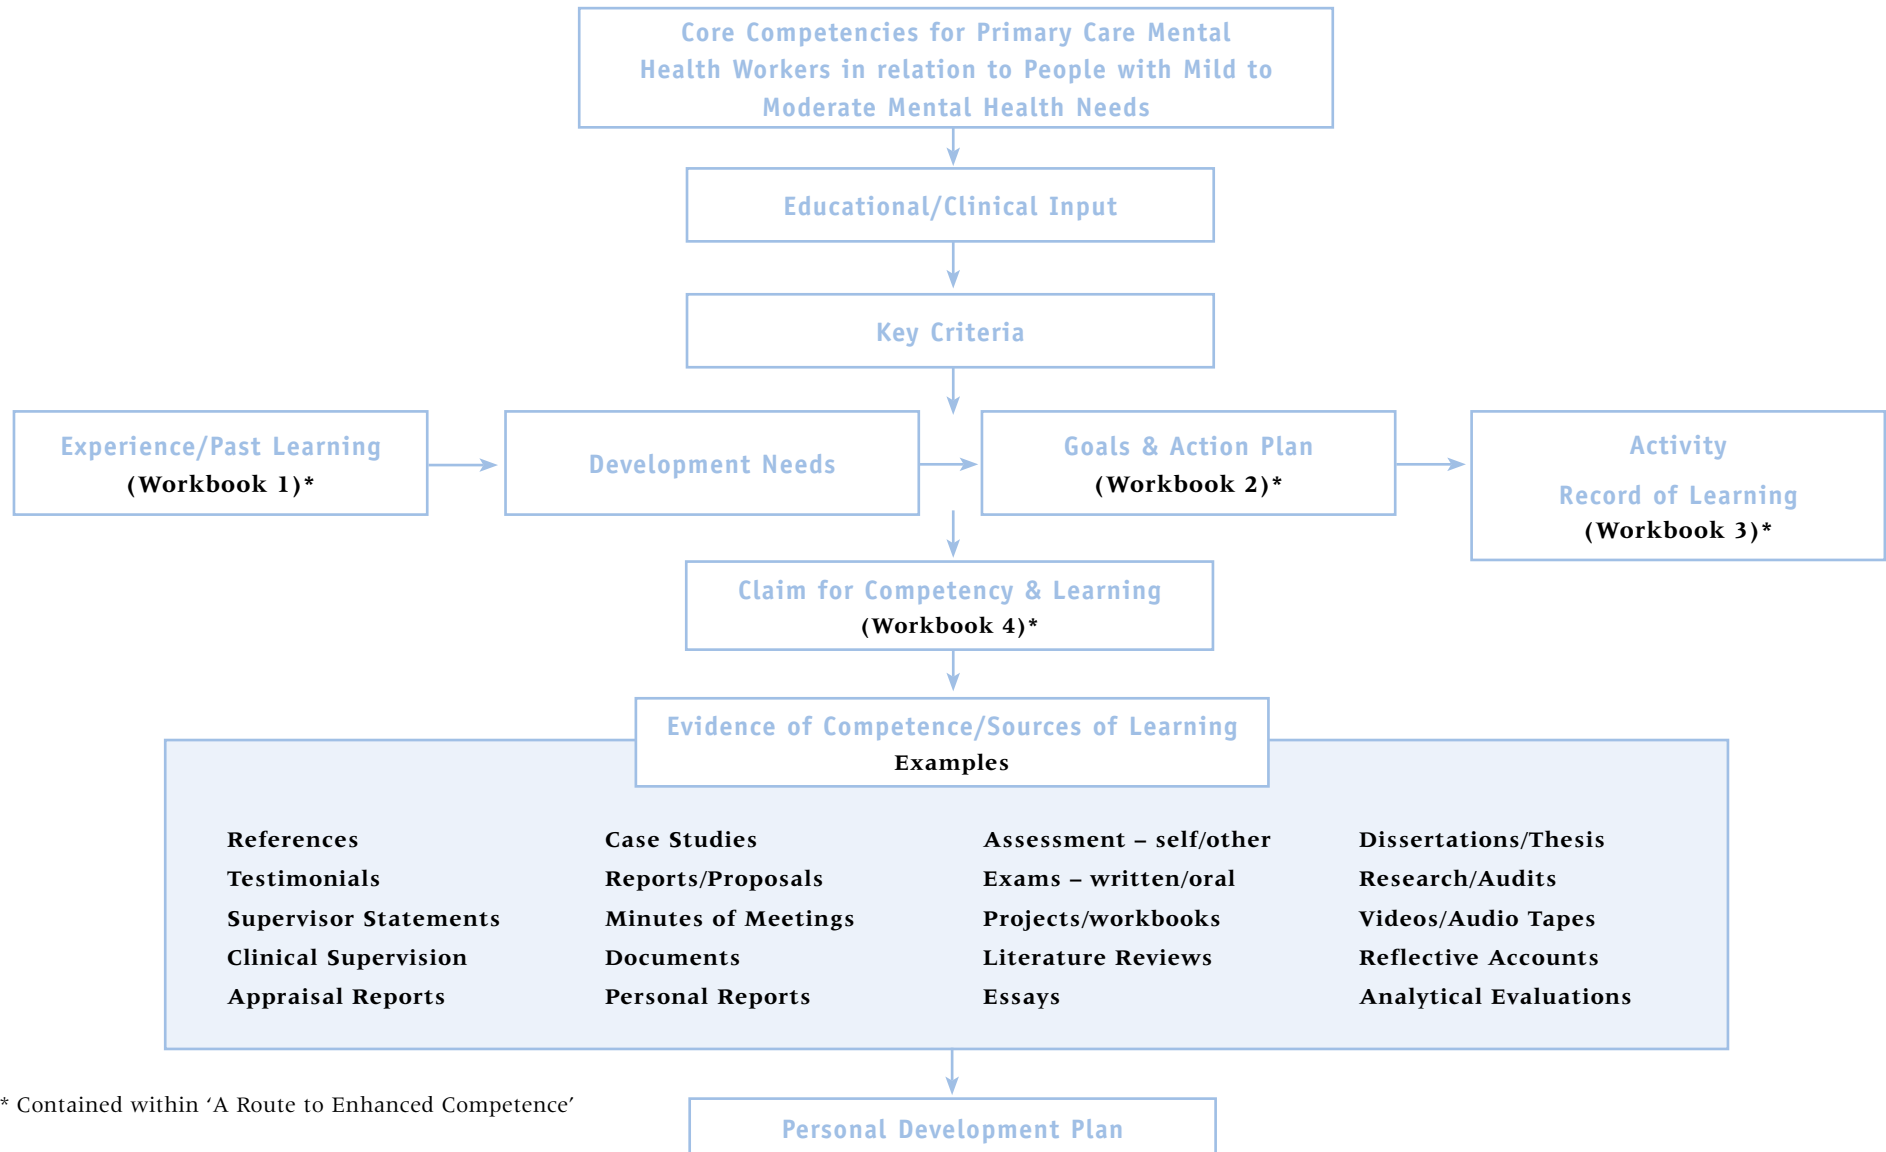 Core Competencies for Primary Care Mental
Health Workers in relation to People with Mild to
Moderate Mental Health Needs
Educational/Clinical Input
Key Criteria
Experience/Past Learning
(Workbook 1)*
Development Needs
Goals & Action Plan
(Workbook 2)*
Activity
Record of Learning
(Workbook 3)*
Claim for Competency & Learning
(Workbook 4)*
Evidence of Competence/Sources of Learning
Examples
References
Testimonials
Supervisor Statements
Clinical Supervision
Appraisal Reports
Case Studies
Reports/Proposals
Minutes of Meetings
Documents
Personal Reports
Assessment – self/other
Exams – written/oral
Projects/workbooks
Literature Reviews
Essays
Dissertations/Thesis
Research/Audits
Videos/Audio Tapes
Reflective Accounts
Analytical Evaluations
* Contained within ‘A Route to Enhanced Competence’
Personal Development Plan